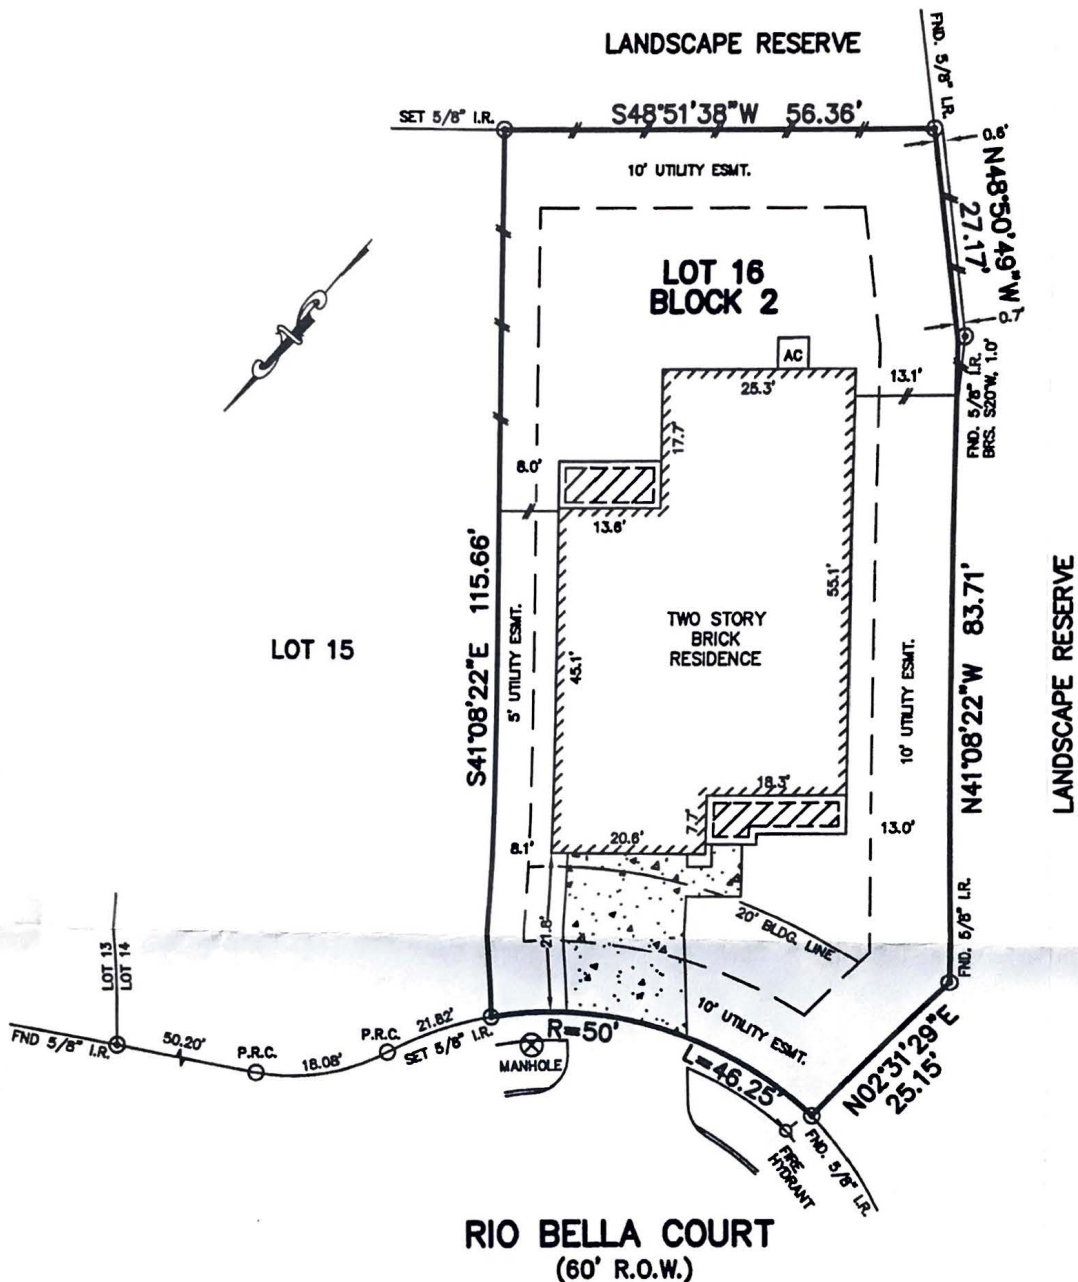 LANDSCAPE RESERVE
FND. 5/8" I.R.
SET 5/8" I.R.
S48°51'38"W 56.36'
0.6'
10' UTILITY ESMT.
N48°50'49"W
27.17'
LOT 16
BLOCK 2
0.7'
AC
25.3'
13.1'
FND. 5/8" I.R.
BRS. S20°W, 1.0'
17.7'
8.0'
13.6'
S41°08'22"E 115.66'
55.1'
LANDSCAPE RESERVE
N41°08'22"W 83.71'
TWO STORY
BRICK
RESIDENCE
LOT 15
45.1'
5' UTILITY ESMT.
10' UTILITY ESMT.
18.3'
7.7'
20.6'
13.0'
8.1'
21.8'
20' BLDG. LINE
FND. 5/8" I.R.
LOT 13
LOT 14
FND 5/8" I.R.
50.20'
P.R.C.
18.08'
P.R.C.
21.82'
SET 5/8" I.R.
R=50'
MANHOLE
10' UTILITY ESMT.
L=46.25'
N02°31'29"E
25.15'
FIRE
HYDRANT
FND. 5/8" I.R.
RIO BELLA COURT
(60' R.O.W.)